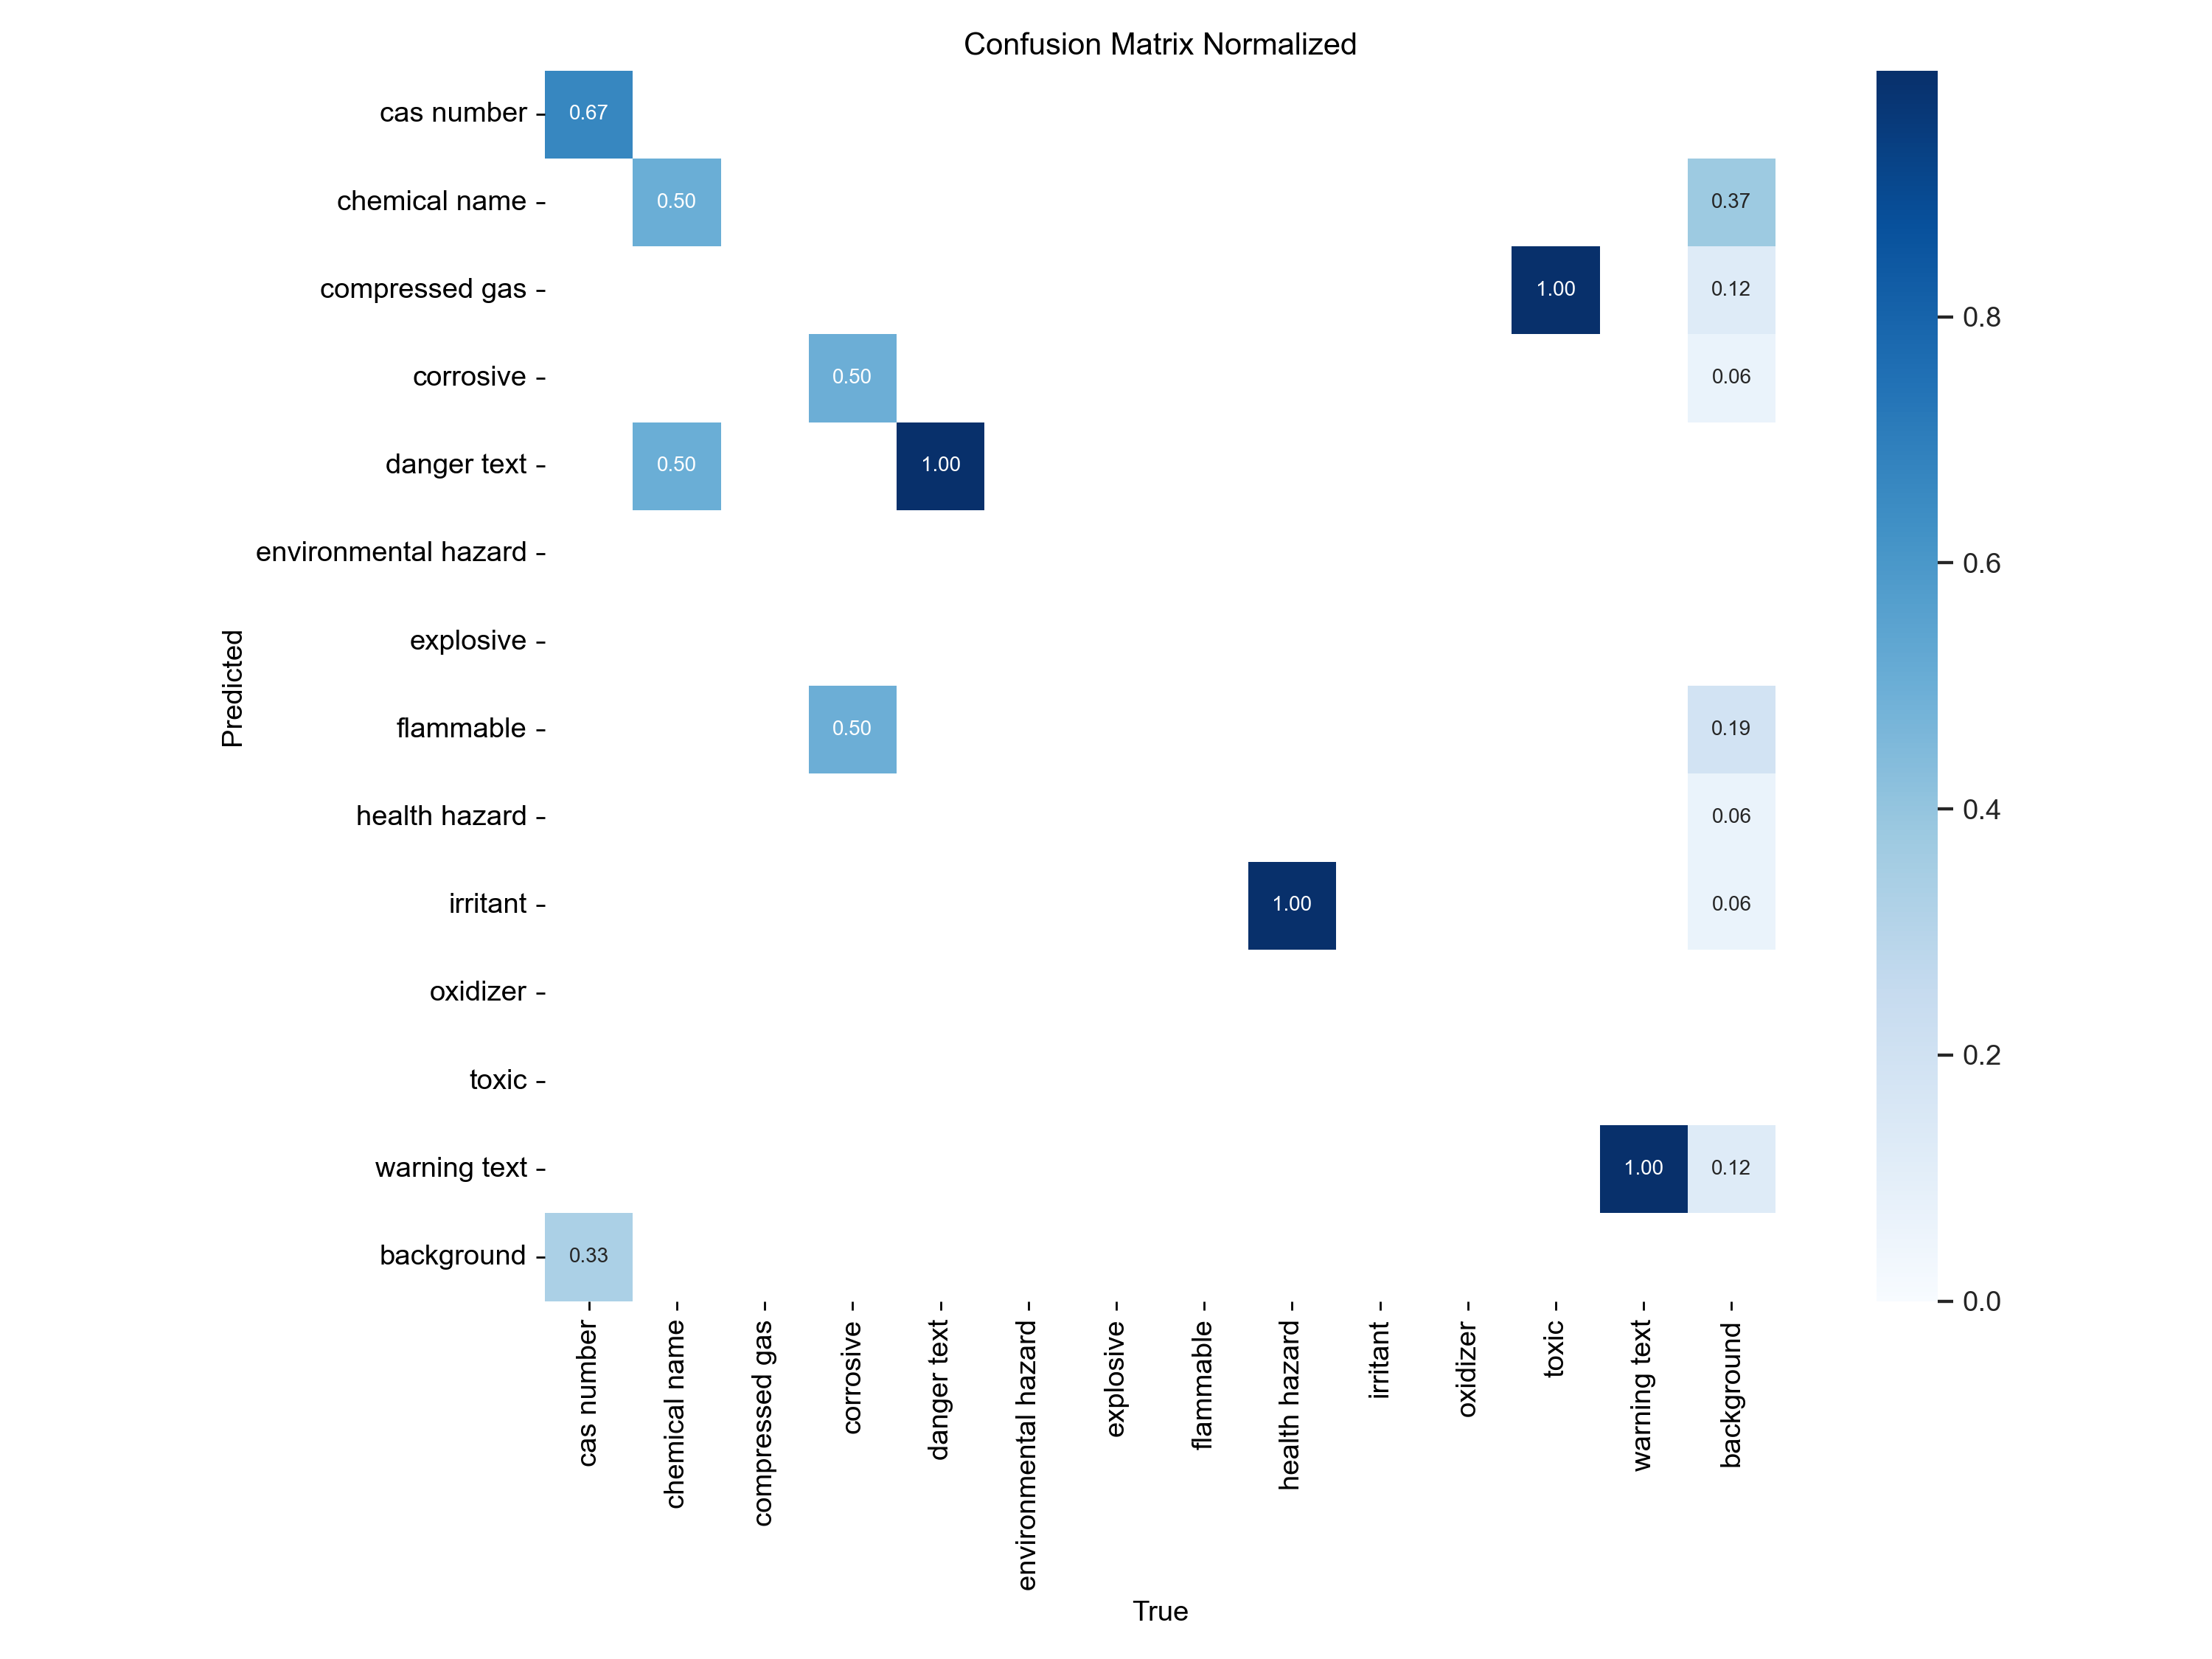 Confusion Matrix Normalized
cas number 0.67
chemical name 0.50 0.37
compressed gas 1.00 0.12
corrosive 0.50 0.06
danger text 0.50 1.00
environmental hazard
explosive
flammable 0.50 0.19
health hazard 0.06
irritant 1.00 0.06
oxidizer
toxic
warning text 1.00 0.12
background 0.33
Predicted
cas number
chemical name
compressed gas
corrosive
danger text
environmental hazard
explosive
flammable
health hazard
irritant
oxidizer
toxic
warning text
background
True
0.8
0.6
0.4
0.2
0.0